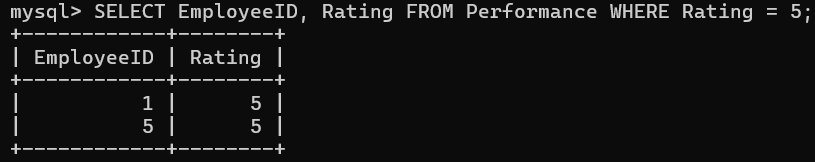 mysql> SELECT EmployeeID, Rating FROM Performance WHERE Rating = 5;
+------------+--------+
| EmployeeID | Rating |
+------------+--------+
|          1 |      5 |
|          5 |      5 |
+------------+--------+